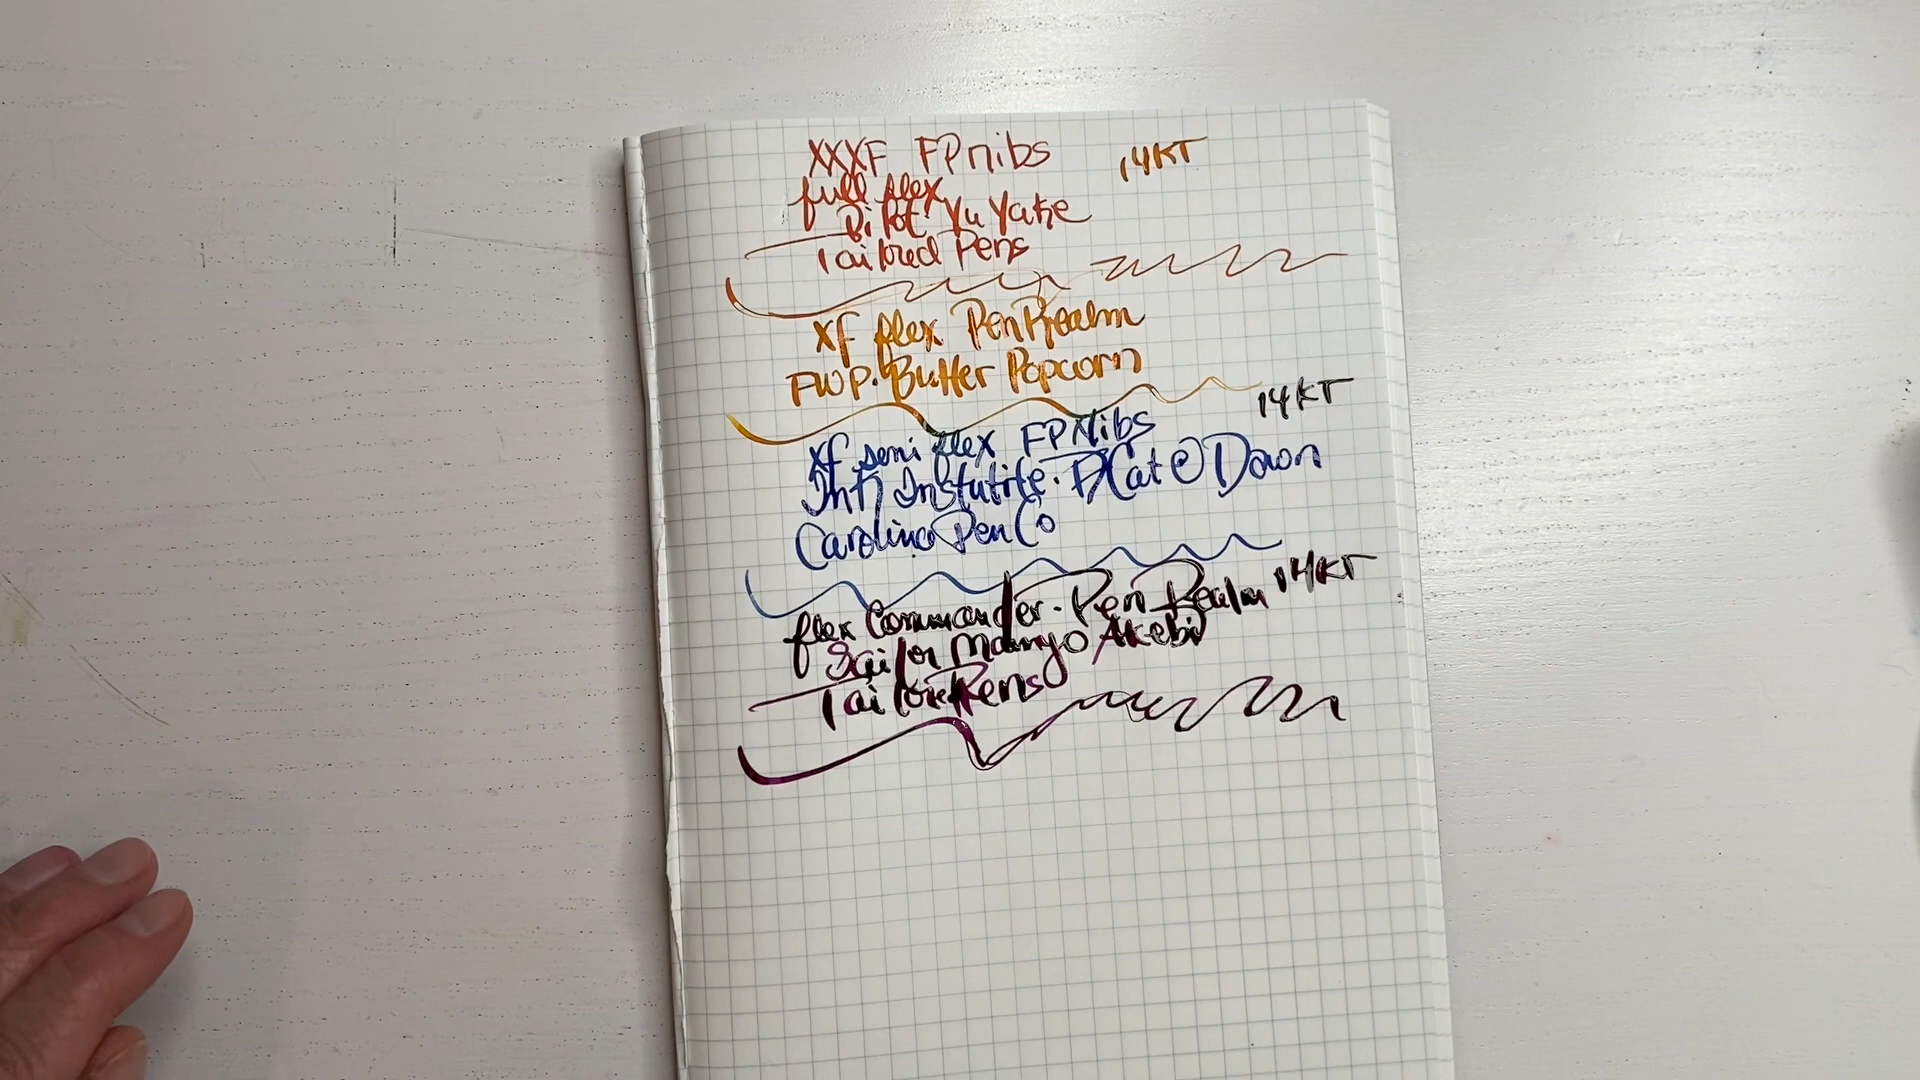 XXXF FPnibs 14KT
full flex
Pilot Yu Yake
Tailored Pens
XF flex PenRealm
FWP. Butter Popcorn
14KT
XF semi flex FPNibs
Ink Institute. Cat @ Dawn
Carolina Pen Co
flex Commander. Pen Realm 14KT
Sailor Manyo Akebi
Tailored Pens